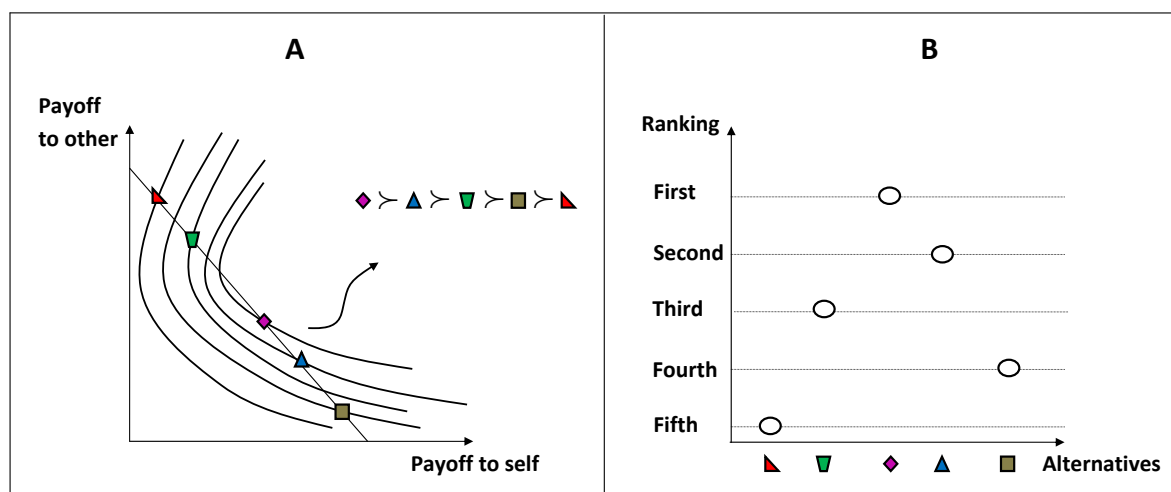 A
Payoff
to other
Payoff to self
B
Ranking
First
Second
Third
Fourth
Fifth
Alternatives